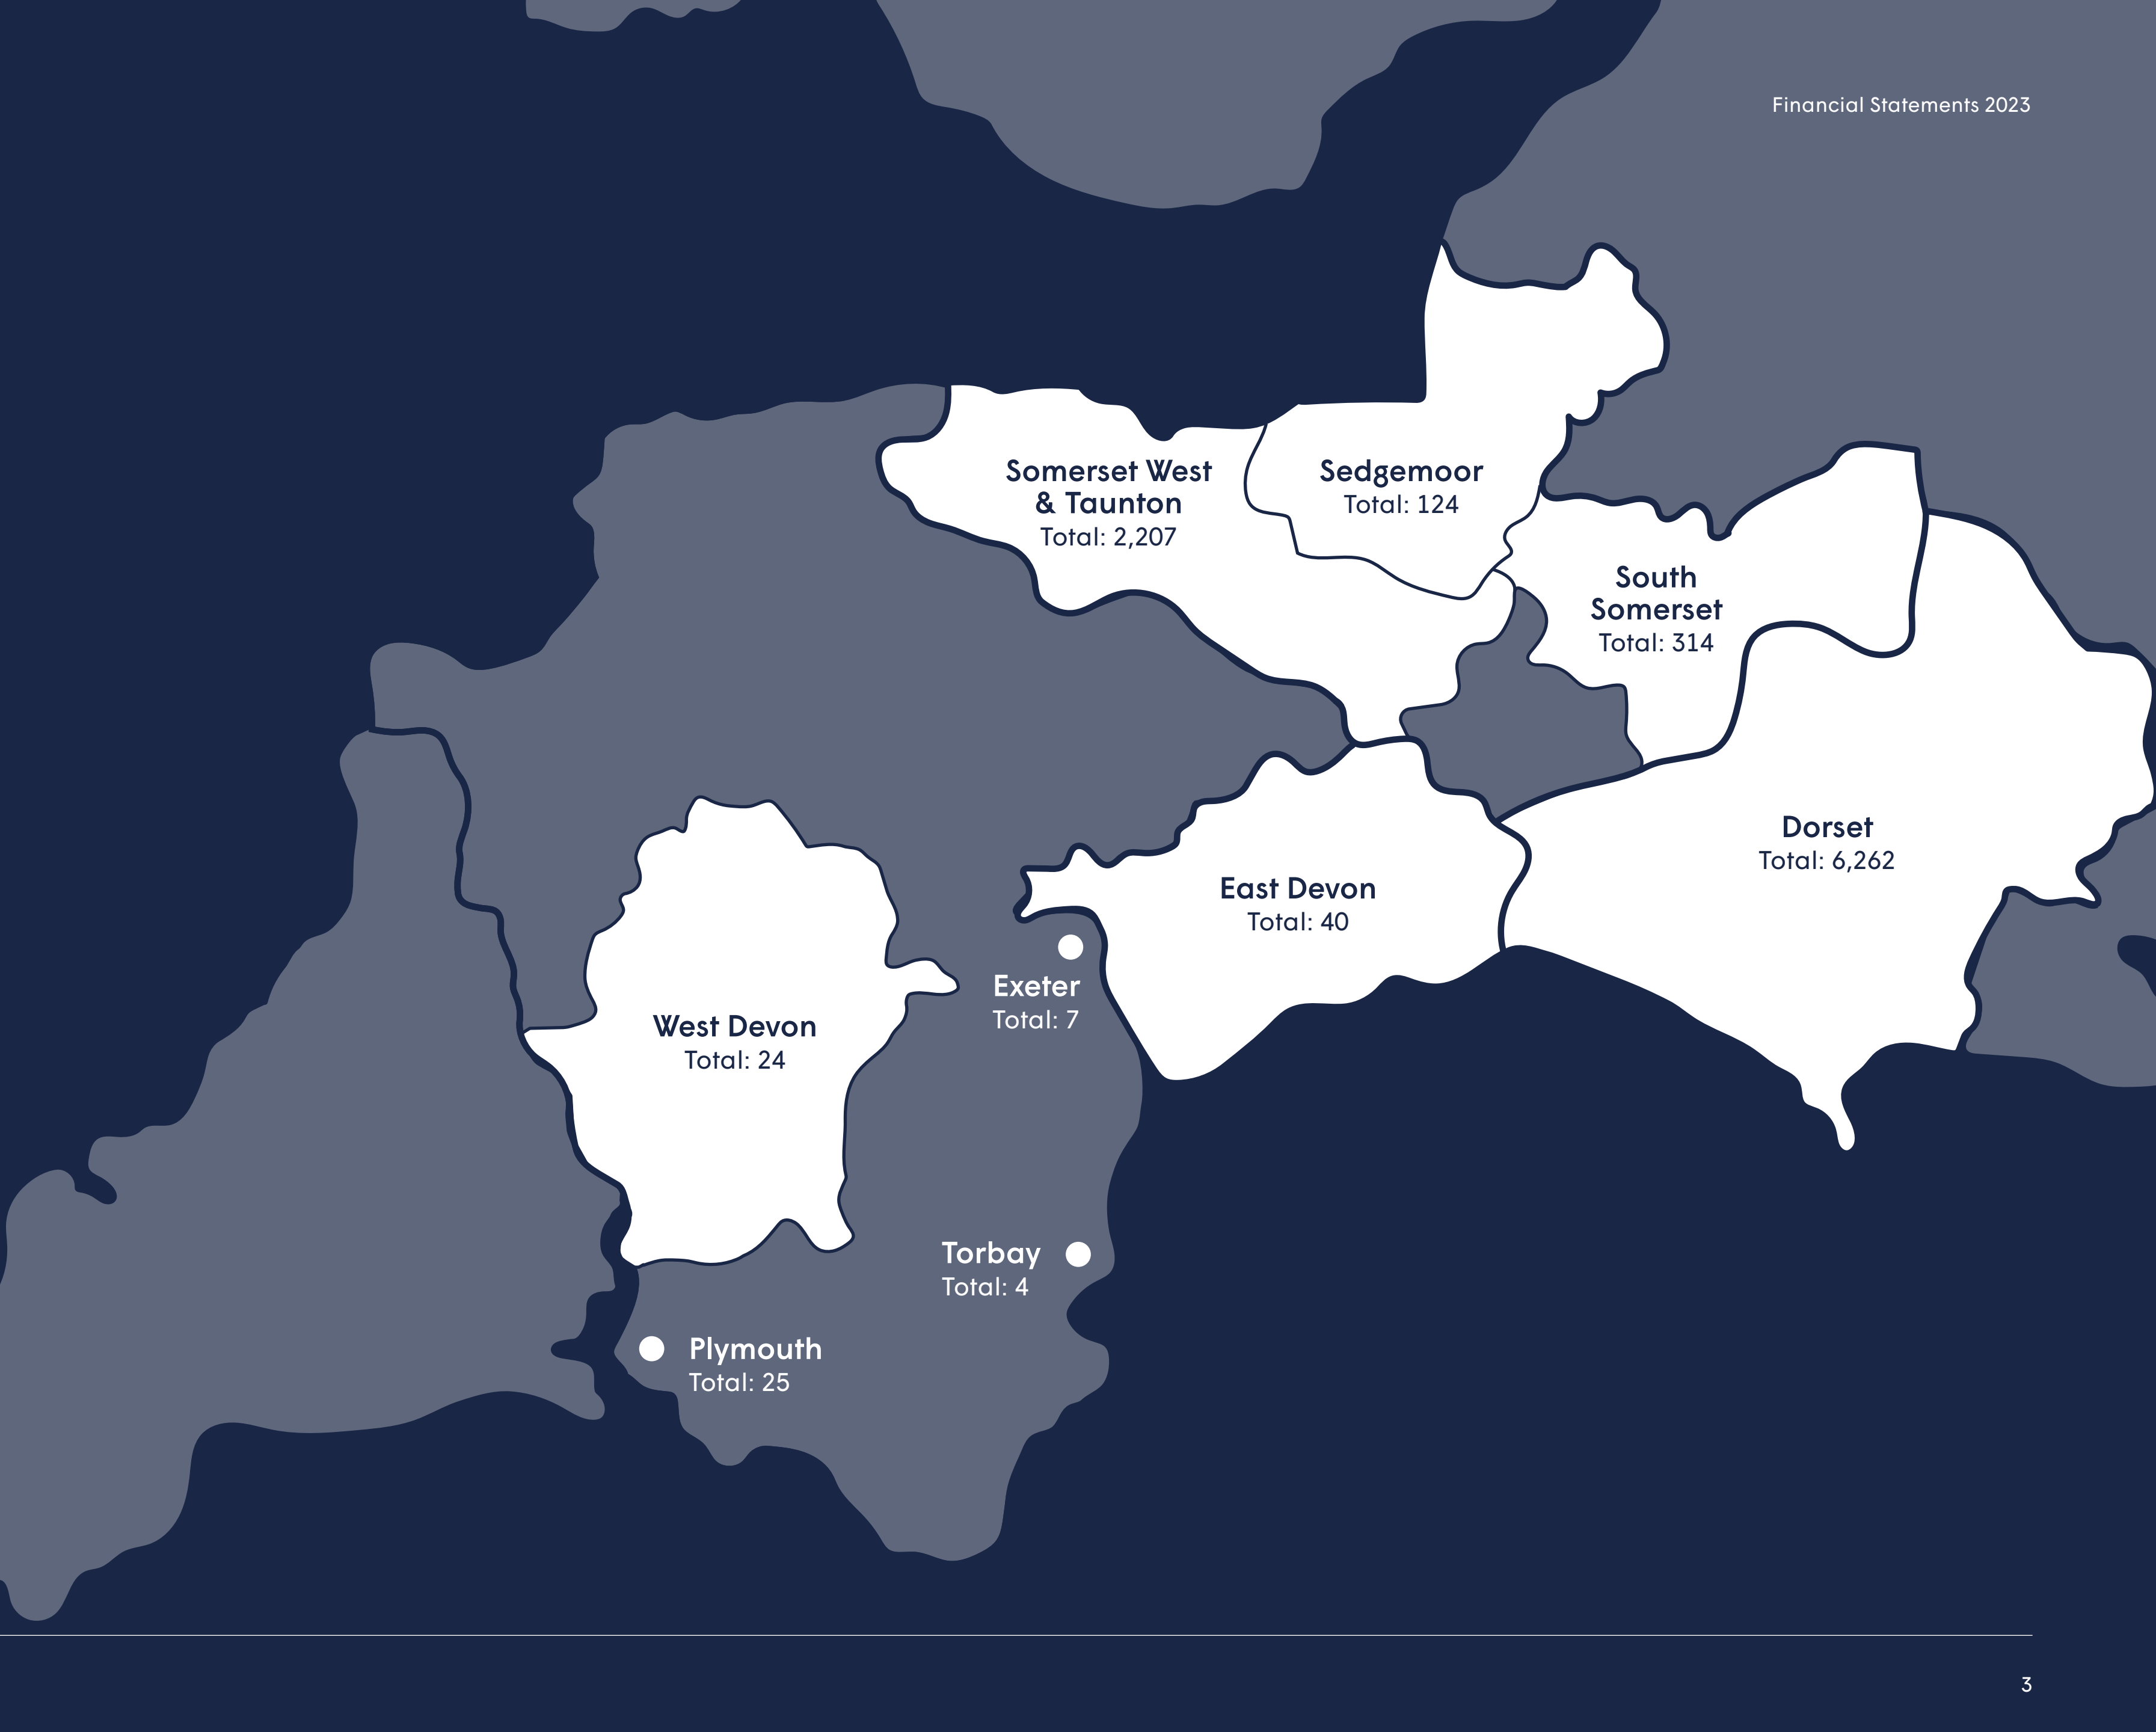 Financial Statements 2023
Somerset West
& Taunton
Total: 2,207
Sedgemoor
Total: 124
South
Somerset
Total: 314
Dorset
Total: 6,262
East Devon
Total: 40
Exeter
Total: 7
West Devon
Total: 24
Torbay
Total: 4
Plymouth
Total: 25
3